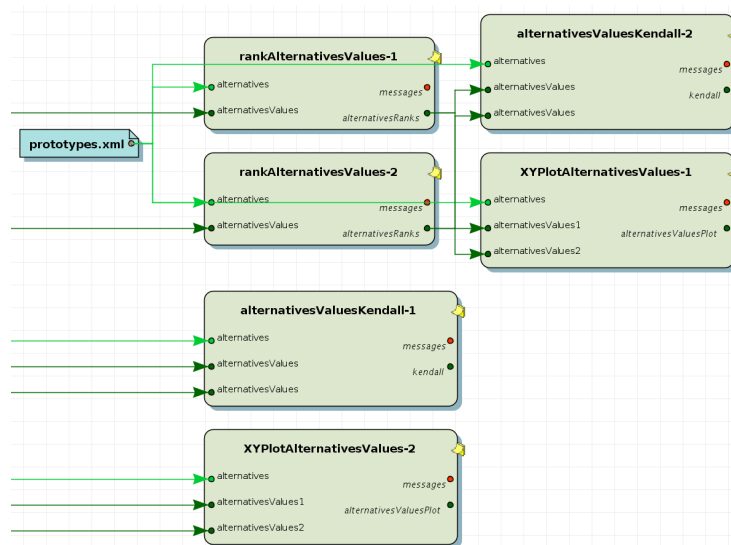 prototypes.xml
rankAlternativesValues-1
alternatives
messages
alternativesValues
alternativesRanks
rankAlternativesValues-2
alternatives
messages
alternativesValues
alternativesRanks
alternativesValuesKendall-2
alternatives
messages
alternativesValues
kendall
alternativesValues
XYPlotAlternativesValues-1
alternatives
messages
alternativesValues1
alternativesValuesPlot
alternativesValues2
alternativesValuesKendall-1
alternatives
messages
alternativesValues
kendall
alternativesValues
XYPlotAlternativesValues-2
alternatives
messages
alternativesValues1
alternativesValuesPlot
alternativesValues2